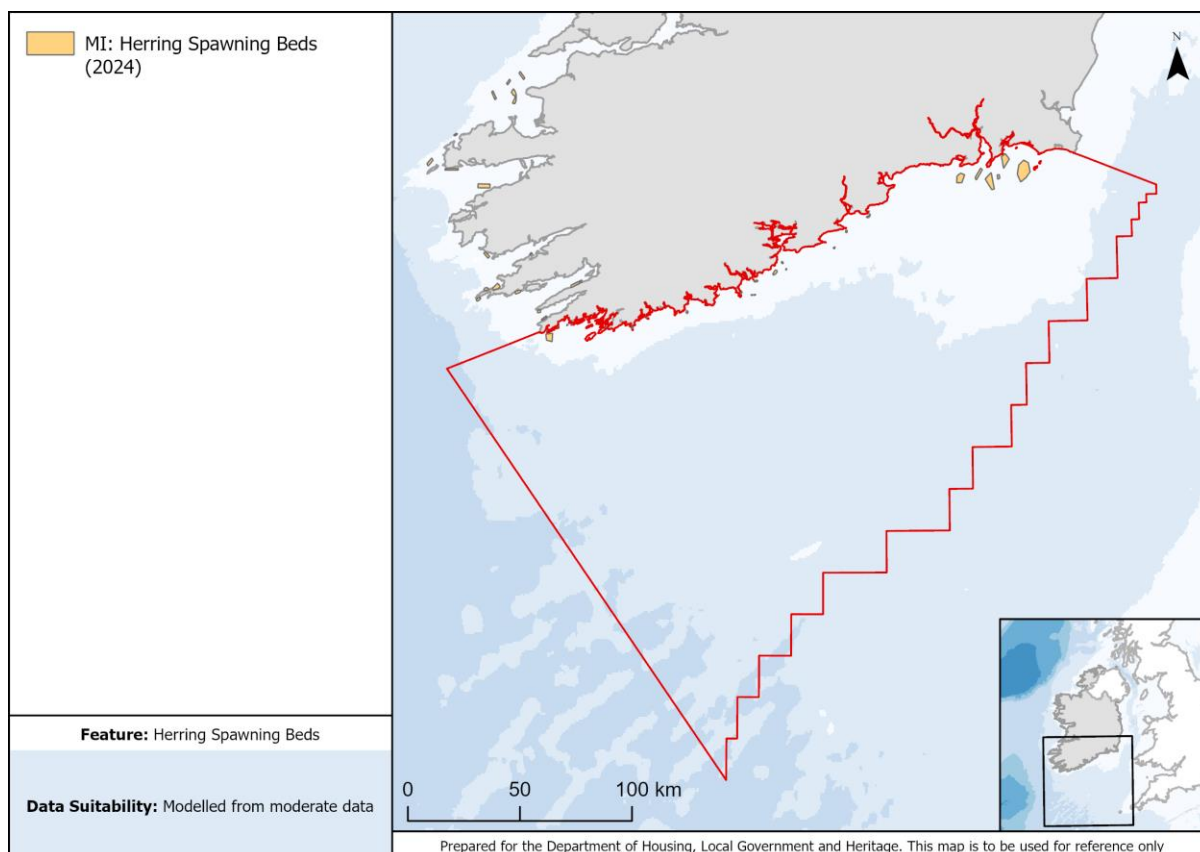 MI: Herring Spawning Beds
(2024)
N
Feature: Herring Spawning Beds
Data Suitability: Modelled from moderate data
0 50 100 km
Prepared for the Department of Housing, Local Government and Heritage. This map is to be used for reference only